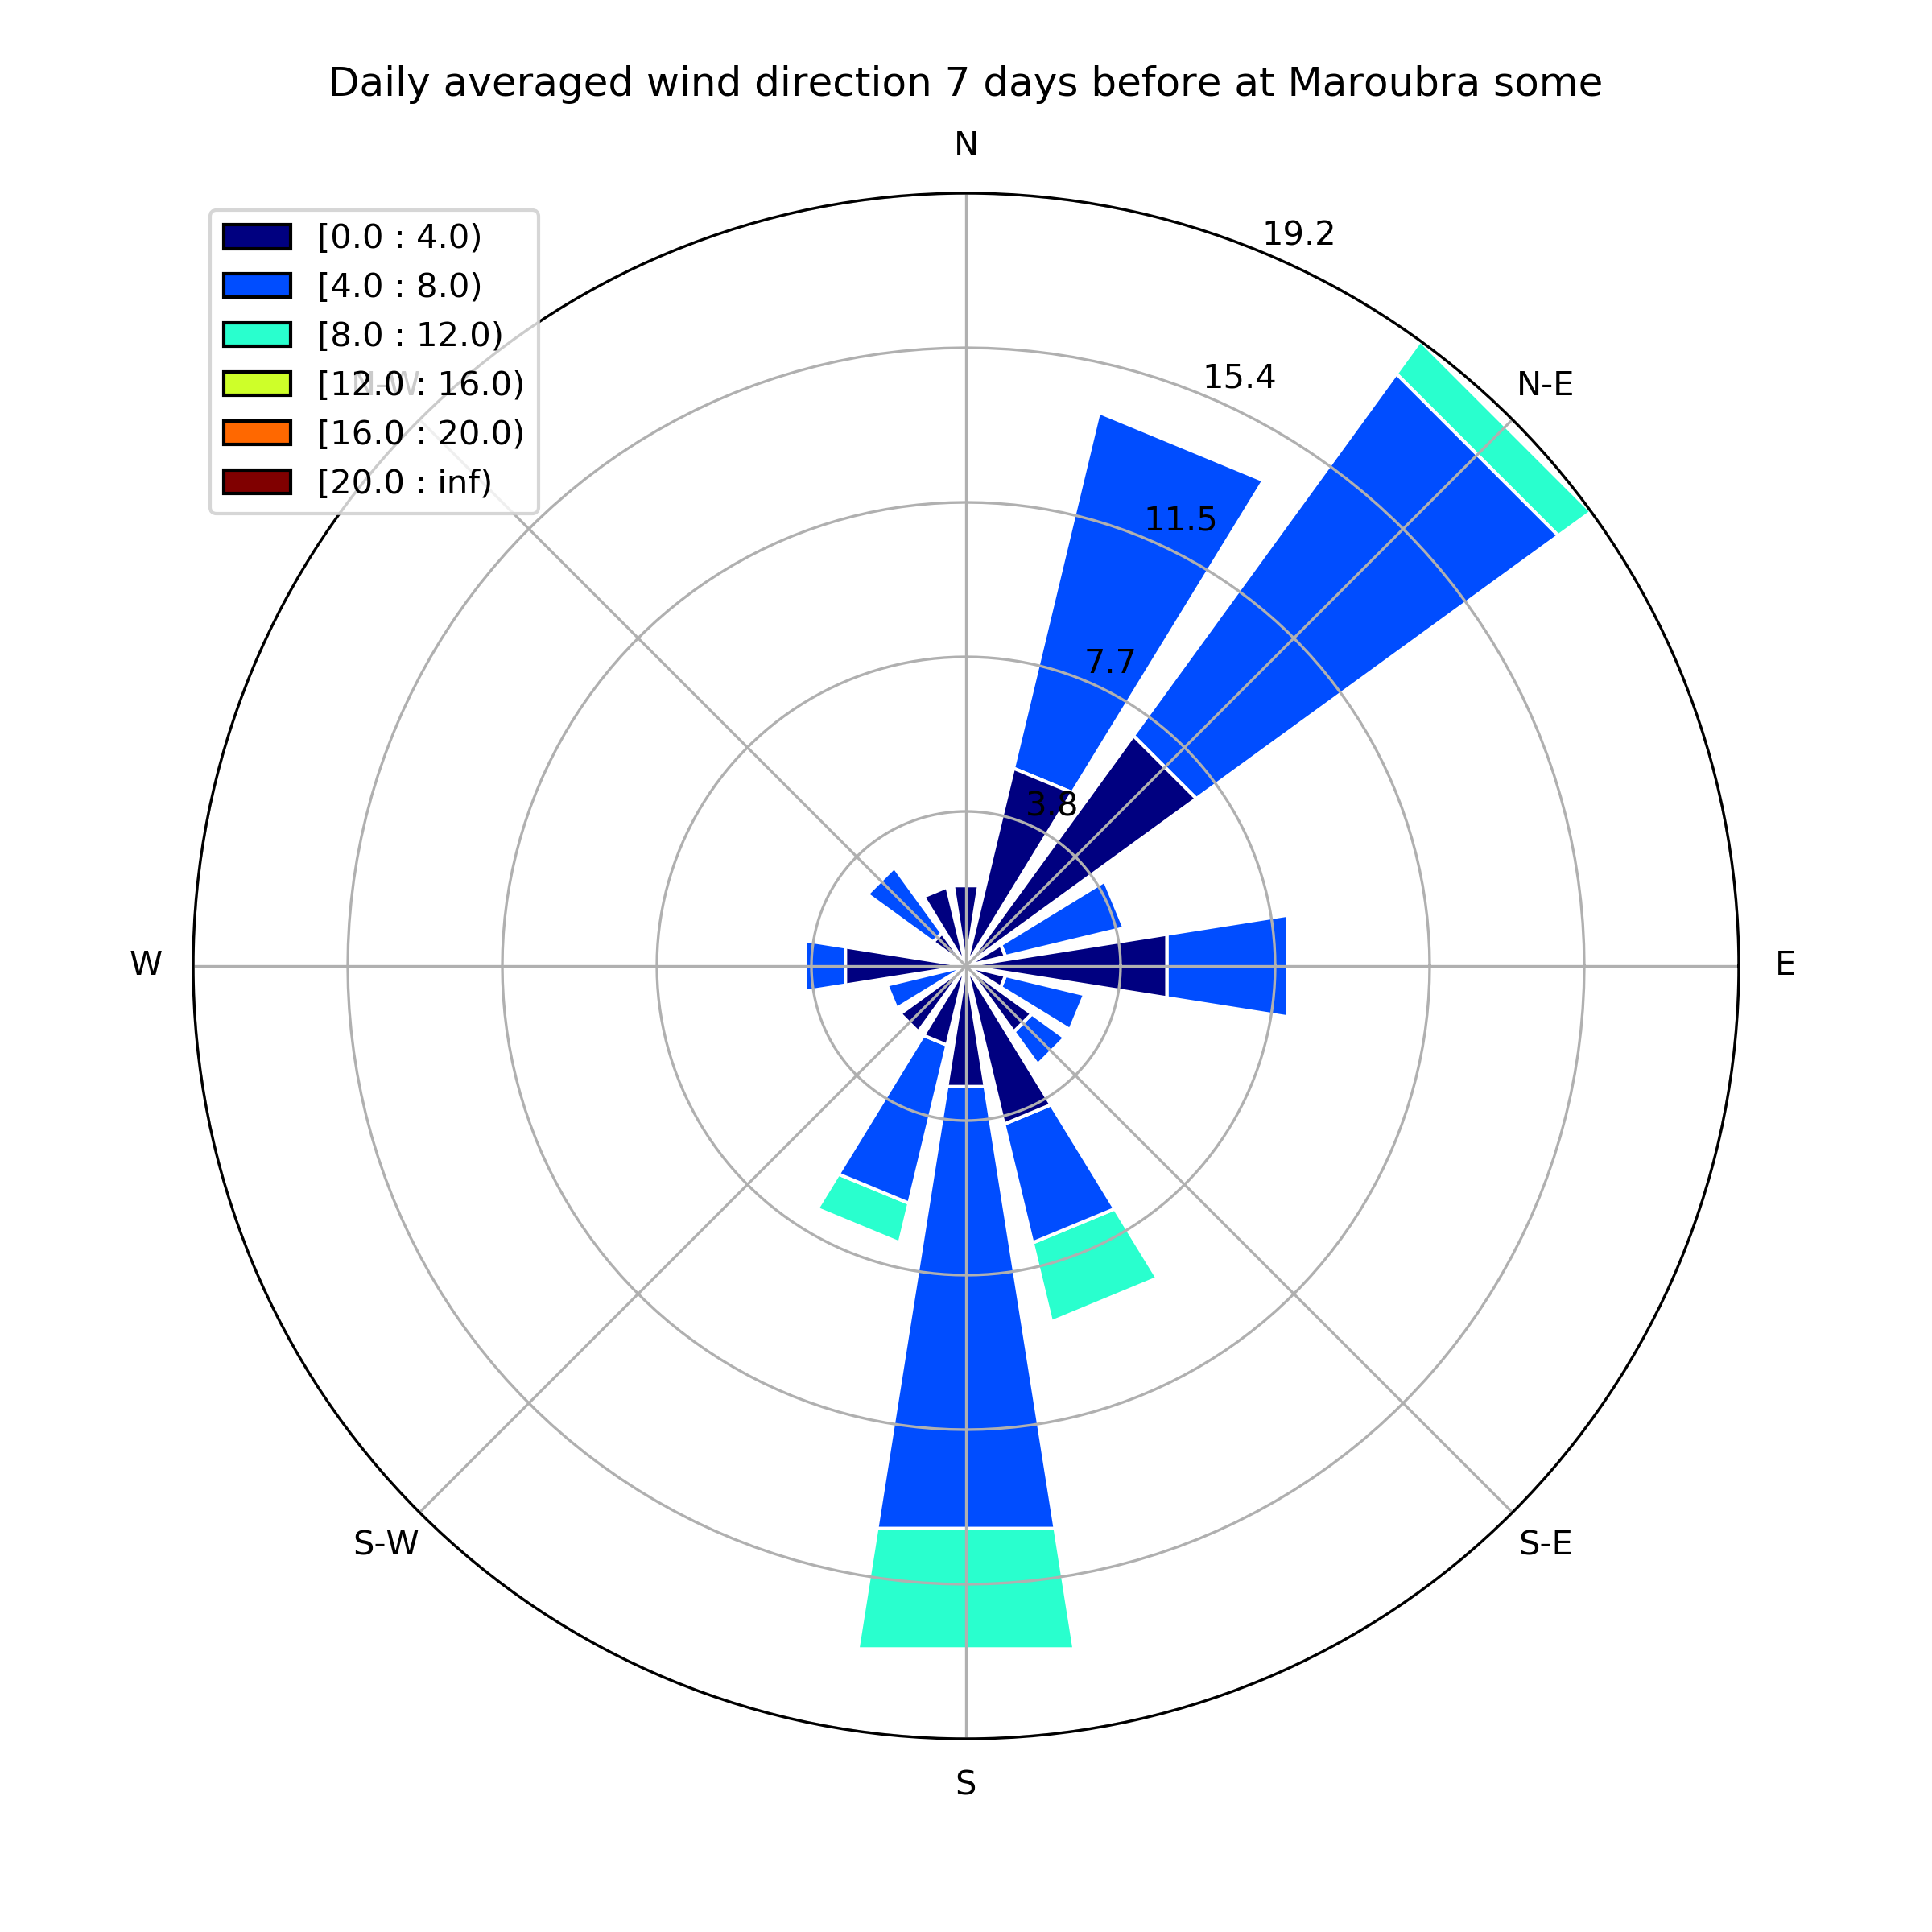 Daily averaged wind direction 7 days before at Maroubra some
N
19.2
[0.0 : 4.0)
[4.0 : 8.0)
[8.0 : 12.0)
15.4
N-W
[12.0 : 16.0)
N-E
[16.0 : 20.0)
[20.0 : inf)
11.5
7.7
3.8
W
E
S-W
S-E
S